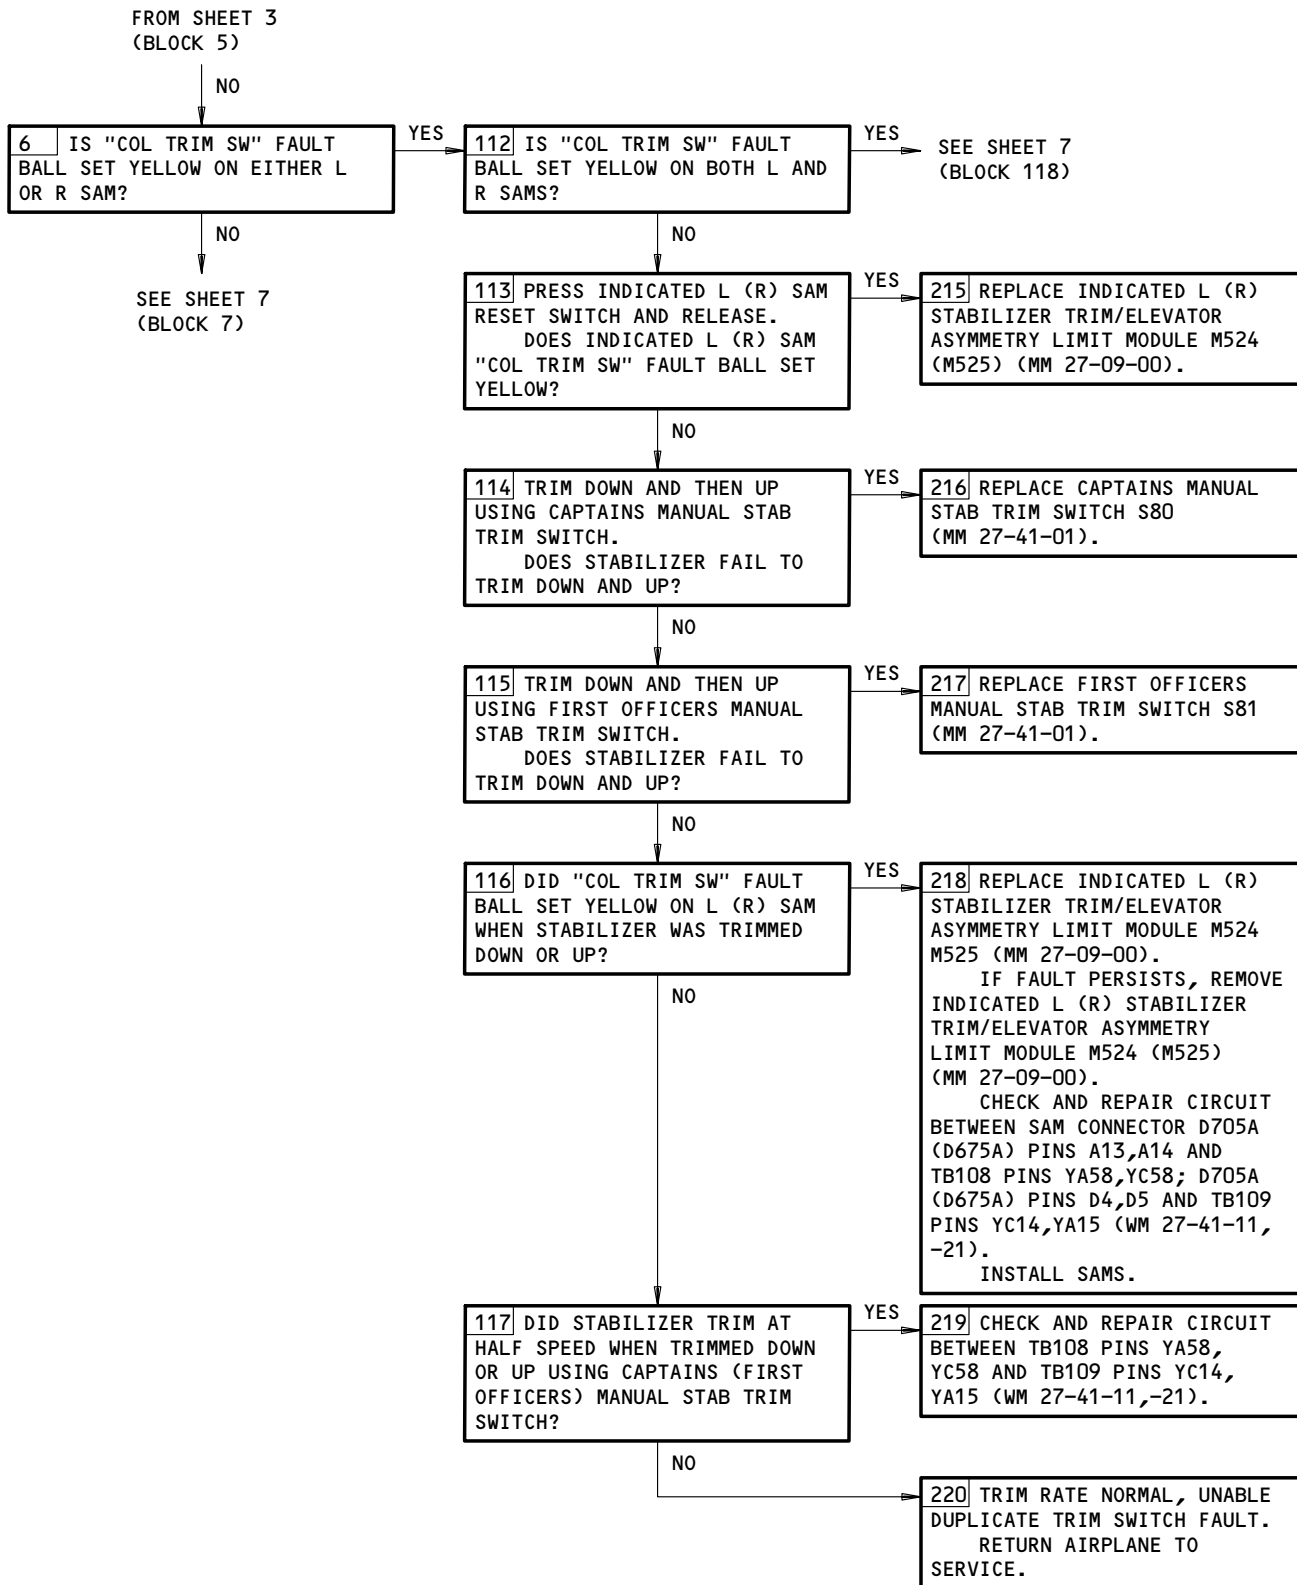 FROM SHEET 3
(BLOCK 5)
NO
6 IS "COL TRIM SW" FAULT
BALL SET YELLOW ON EITHER L
OR R SAM?
YES
NO
SEE SHEET 7
(BLOCK 7)
112 IS "COL TRIM SW" FAULT
BALL SET YELLOW ON BOTH L AND
R SAMS?
YES
SEE SHEET 7
(BLOCK 118)
NO
113 PRESS INDICATED L (R) SAM
RESET SWITCH AND RELEASE.
DOES INDICATED L (R) SAM
"COL TRIM SW" FAULT BALL SET
YELLOW?
YES
215 REPLACE INDICATED L (R)
STABILIZER TRIM/ELEVATOR
ASYMMETRY LIMIT MODULE M524
(M525) (MM 27-09-00).
NO
114 TRIM DOWN AND THEN UP
USING CAPTAINS MANUAL STAB
TRIM SWITCH.
DOES STABILIZER FAIL TO
TRIM DOWN AND UP?
YES
216 REPLACE CAPTAINS MANUAL
STAB TRIM SWITCH S80
(MM 27-41-01).
NO
115 TRIM DOWN AND THEN UP
USING FIRST OFFICERS MANUAL
STAB TRIM SWITCH.
DOES STABILIZER FAIL TO
TRIM DOWN AND UP?
YES
217 REPLACE FIRST OFFICERS
MANUAL STAB TRIM SWITCH S81
(MM 27-41-01).
NO
116 DID "COL TRIM SW" FAULT
BALL SET YELLOW ON L (R) SAM
WHEN STABILIZER WAS TRIMMED
DOWN OR UP?
YES
218 REPLACE INDICATED L (R)
STABILIZER TRIM/ELEVATOR
ASYMMETRY LIMIT MODULE M524
M525 (MM 27-09-00).
IF FAULT PERSISTS, REMOVE
INDICATED L (R) STABILIZER
TRIM/ELEVATOR ASYMMETRY
LIMIT MODULE M524 (M525)
(MM 27-09-00).
CHECK AND REPAIR CIRCUIT
BETWEEN SAM CONNECTOR D705A
(D675A) PINS A13,A14 AND
TB108 PINS YA58,YC58; D705A
(D675A) PINS D4,D5 AND TB109
PINS YC14,YA15 (WM 27-41-11,
-21).
INSTALL SAMS.
NO
117 DID STABILIZER TRIM AT
HALF SPEED WHEN TRIMMED DOWN
OR UP USING CAPTAINS (FIRST
OFFICERS) MANUAL STAB TRIM
SWITCH?
YES
219 CHECK AND REPAIR CIRCUIT
BETWEEN TB108 PINS YA58,
YC58 AND TB109 PINS YC14,
YA15 (WM 27-41-11,-21).
NO
220 TRIM RATE NORMAL, UNABLE
DUPLICATE TRIM SWITCH FAULT.
RETURN AIRPLANE TO
SERVICE.